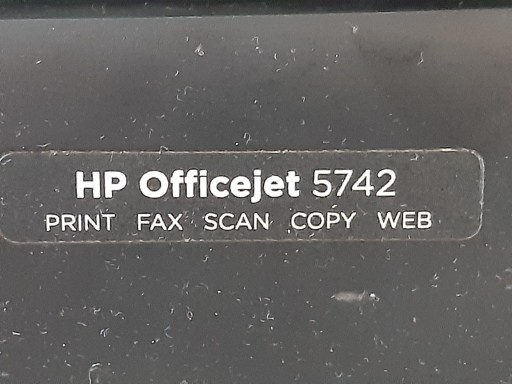 HP Officejet 5742
PRINT FAX SCAN COPY WEB